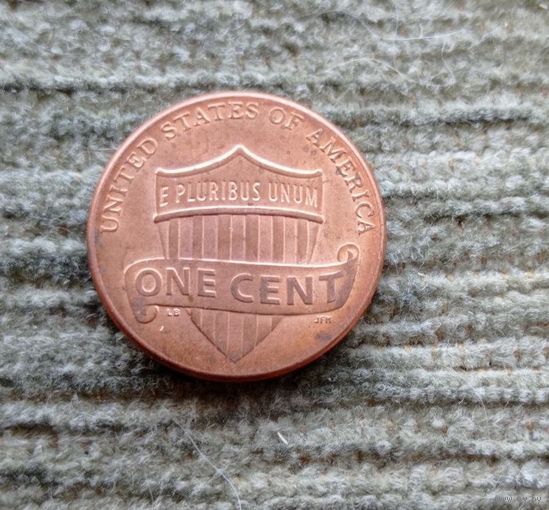 UNITED STATES OF AMERICA
E PLURIBUS UNUM
ONE CENT
LB JFM